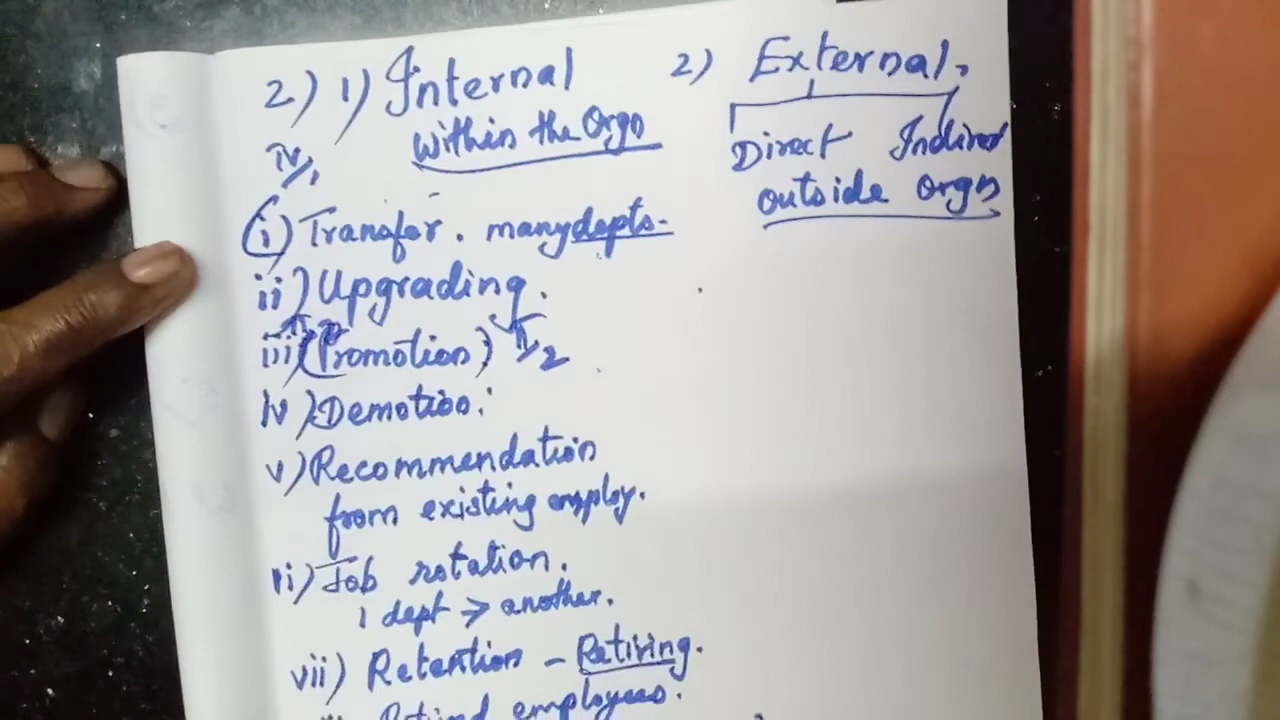 2) 1) Internal
within the Orgn
2) External.
Direct Indirect
outside orgn
IV,
i) Transfer. many depts.
ii) Upgrading.
iii) (Promotion)
iv) Demotion.
v) Recommendation
from existing employ.
vi) Job rotation.
1 dept > another.
vii) Retention - Retiring.
Retired employees.